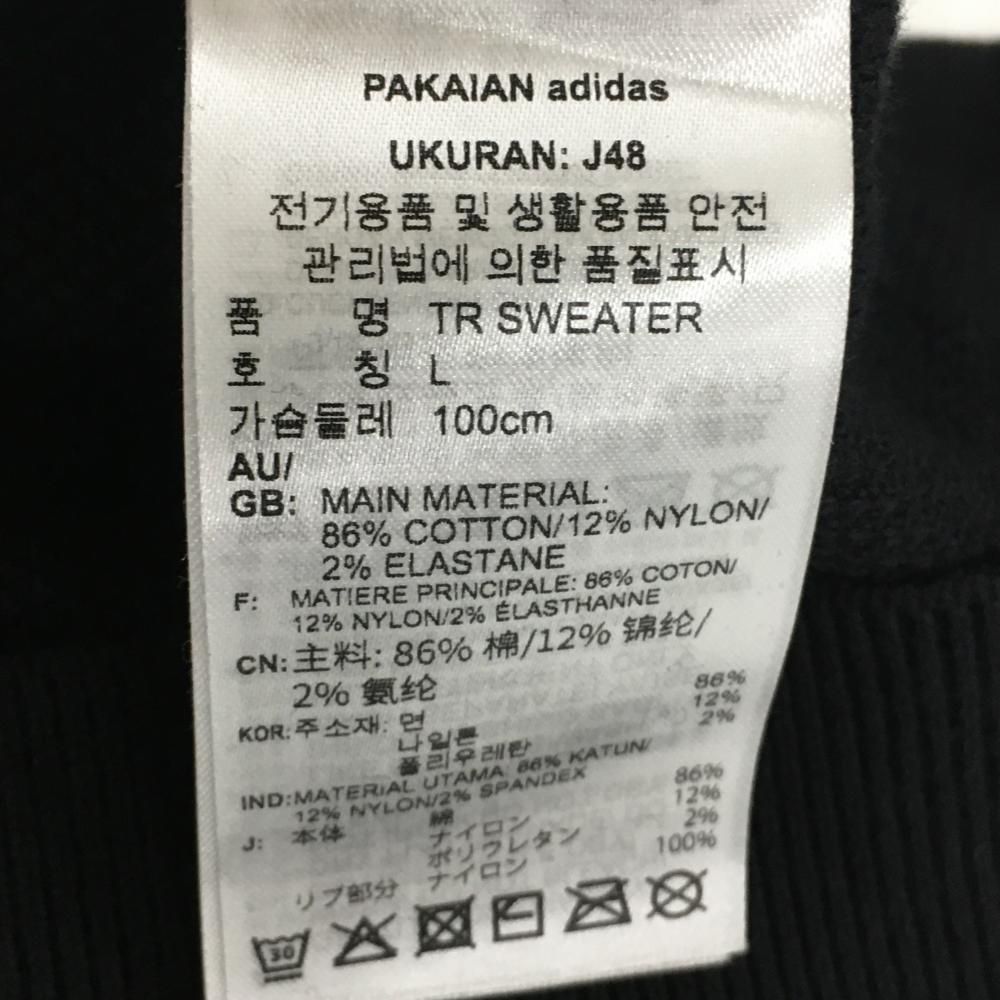 PAKAIAN adidas
UKURAN: J48
전기용품 및 생활용품 안전
관리법에 의한 품질표시
품 명 TR SWEATER
호 칭 L
가슴둘레 100cm
AU/
GB: MAIN MATERIAL:
86% COTTON/12% NYLON/
2% ELASTANE
F: MATIERE PRINCIPALE: 86% COTON/
12% NYLON/2% ÉLASTHANNE
CN: 主料: 86% 棉/12% 锦纶/
2% 氨纶
KOR: 주소재: 면 86%
나일론 12%
폴리우레탄 2%
IND: MATERIAL UTAMA: 86% KATUN/
12% NYLON/2% SPANDEX
J: 本体 綿 86%
ナイロン 12%
ポリウレタン 2%
リブ部分 ナイロン 100%
30